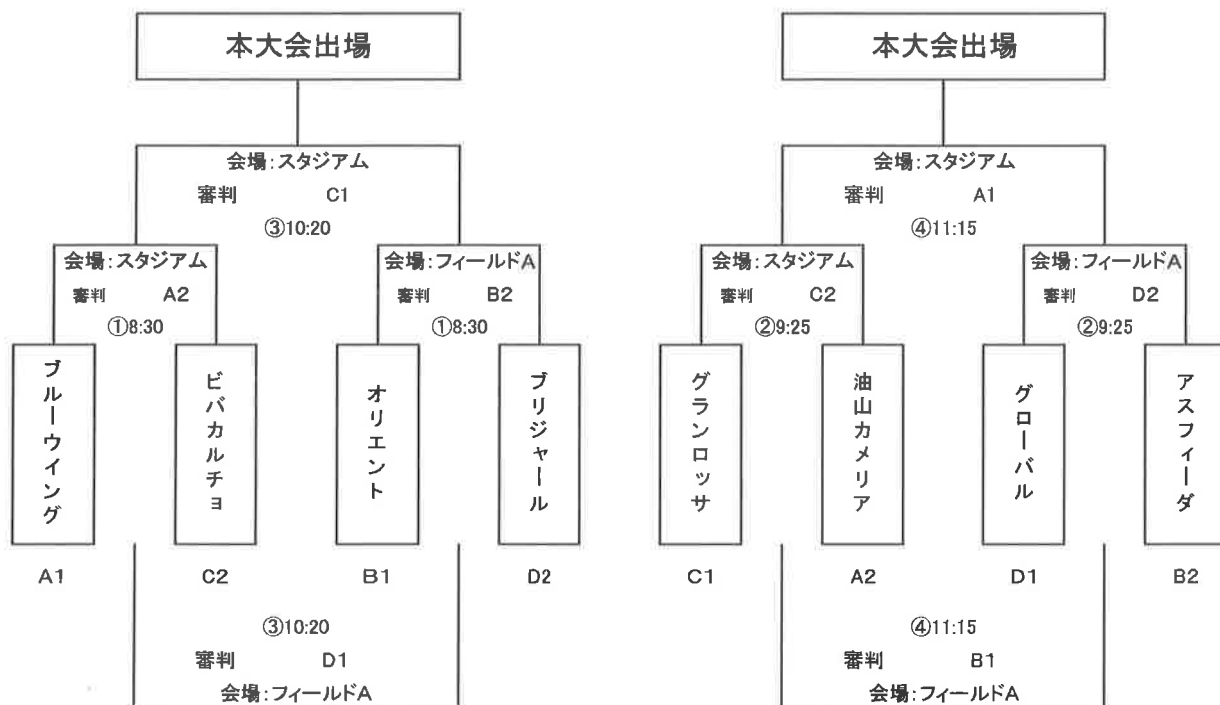 本大会出場
本大会出場
会場:スタジアム
審判 C1
③10:20
会場:スタジアム
審判 A1
④11:15
会場:スタジアム
審判 A2
①8:30
会場:フィールドA
審判 B2
①8:30
会場:スタジアム
審判 C2
②9:25
会場:フィールドA
審判 D2
②9:25
ブルーウイング
ビバカルチョ
オリエント
ブリジャール
グランロッサ
油山カメリア
グローバル
アスフィーダ
A1
C2
B1
D2
C1
A2
D1
B2
③10:20
審判 D1
会場:フィールドA
④11:15
審判 B1
会場:フィールドA